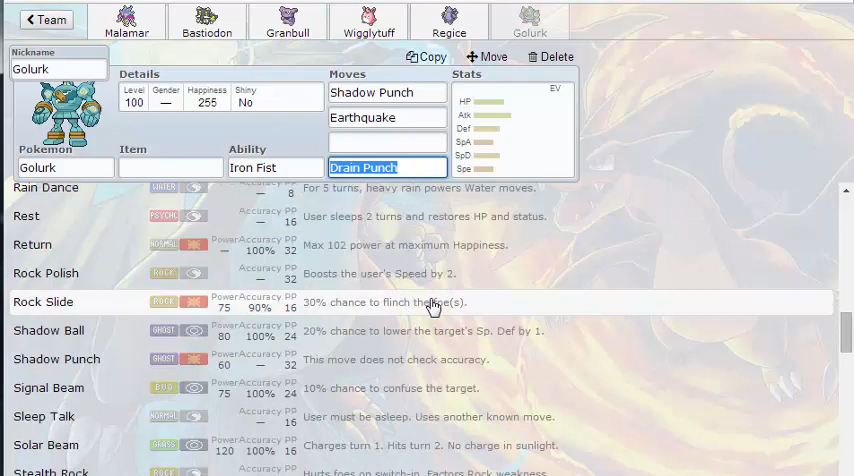 Team
Malamar Bastiodon Granbull Wigglytuff Regice Golurk
Copy Move Delete
Nickname
Golurk
Details
Level Gender Happiness Shiny
100 — 255 No
Moves
Shadow Punch
Earthquake
Drain Punch
Stats
EV
HP
Atk
Def
SpA
SpD
Spe
Pokemon Item Ability
Golurk Iron Fist
Rain Dance WATER — 8 For 5 turns, heavy rain powers Water moves.
Rest PSYCHC Accuracy — PP 16 User sleeps 2 turns and restores HP and status.
Return NORMAL Power — Accuracy 100% PP 32 Max 102 power at maximum Happiness.
Rock Polish ROCK Accuracy — PP 32 Boosts the user's Speed by 2.
Rock Slide ROCK Power 75 Accuracy 90% PP 16 30% chance to flinch the foe(s).
Shadow Ball GHOST Power 80 Accuracy 100% PP 24 20% chance to lower the target's Sp. Def by 1.
Shadow Punch GHOST Power 60 Accuracy — PP 32 This move does not check accuracy.
Signal Beam BUG Power 75 Accuracy 100% PP 24 10% chance to confuse the target.
Sleep Talk NORMAL Accuracy — PP 16 User must be asleep. Uses another known move.
Solar Beam GRASS Power 120 Accuracy 100% PP 16 Charges turn 1. Hits turn 2. No charge in sunlight.
Stealth Rock ROCK Accuracy PP Hurts foes on switch-in. Factors Rock weakness.